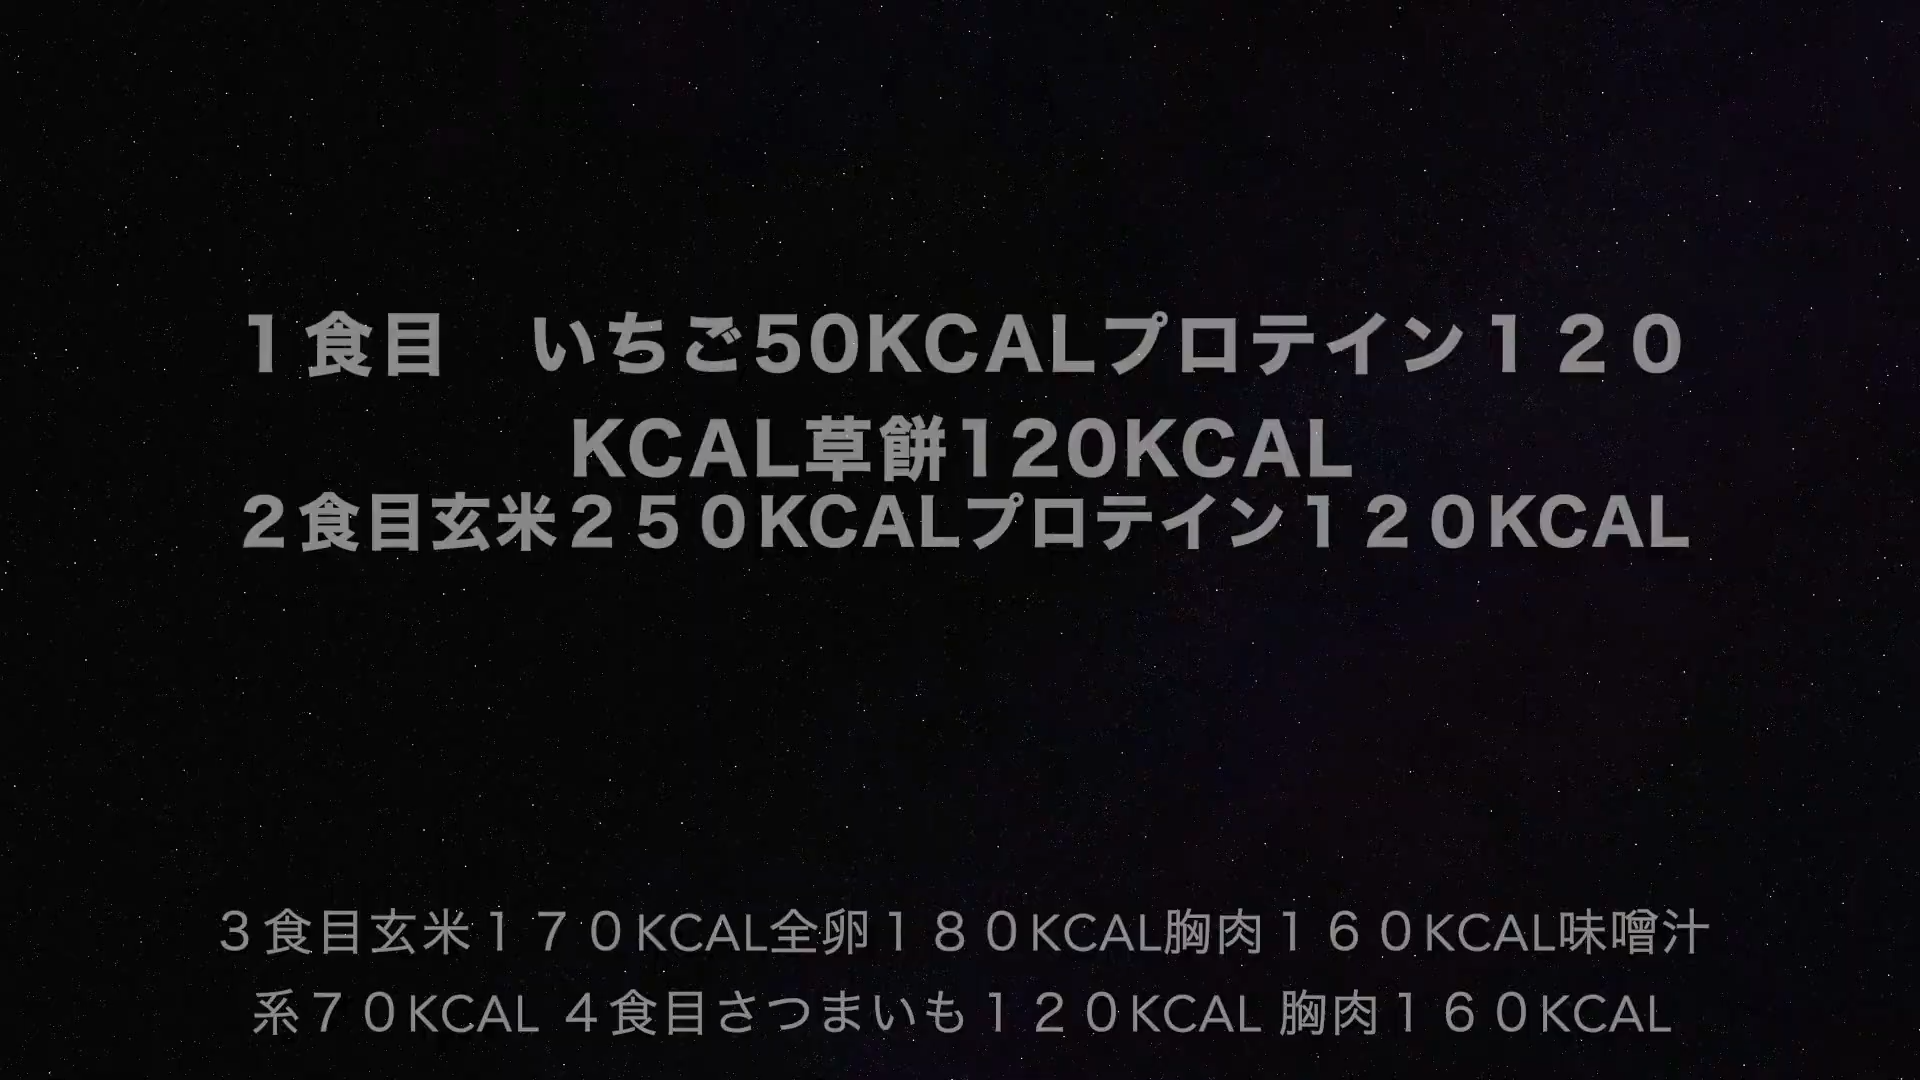 １食目　いちご50KCALプロテイン１２０
KCAL草餅120KCAL
２食目玄米２５０KCALプロテイン１２０KCAL
３食目玄米１７０KCAL全卵１８０KCAL胸肉１６０KCAL味噌汁
系７０KCAL ４食目さつまいも１２０KCAL 胸肉１６０KCAL